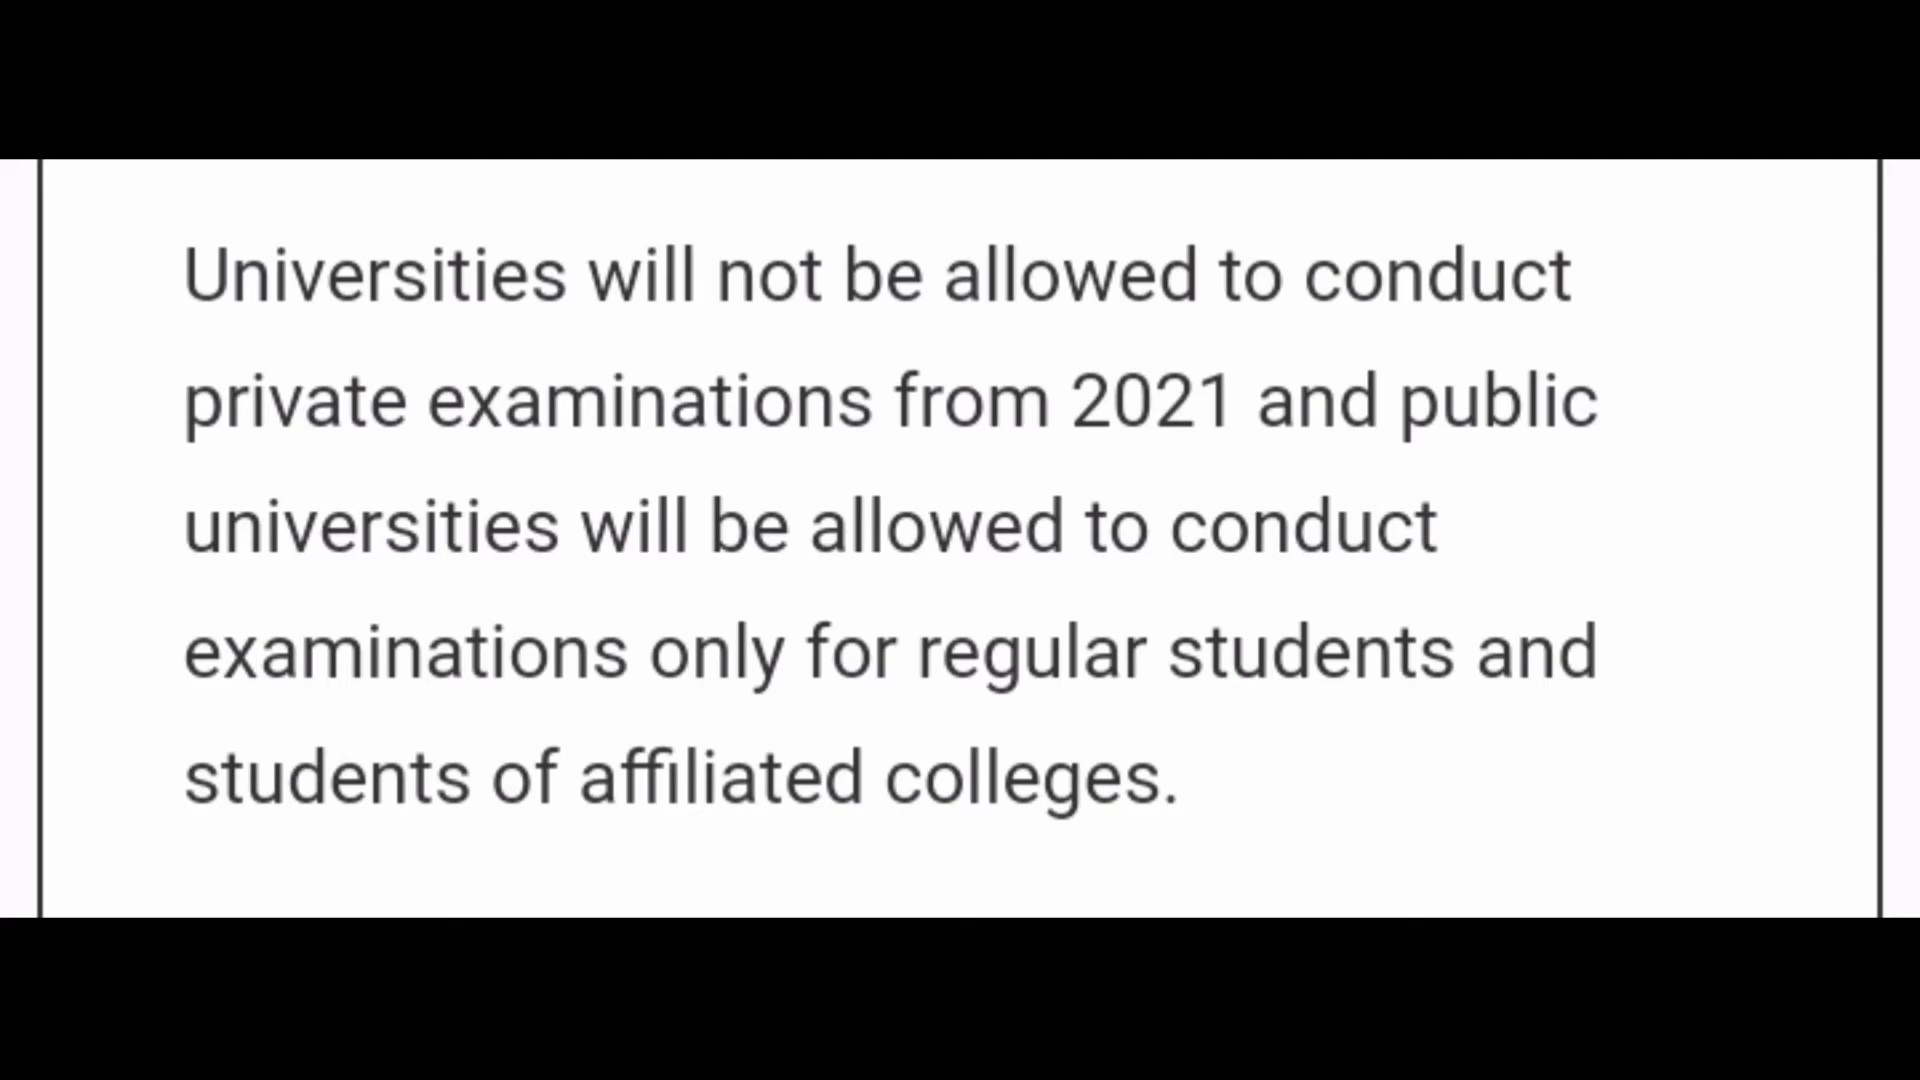 Universities will not be allowed to conduct
private examinations from 2021 and public
universities will be allowed to conduct
examinations only for regular students and
students of affiliated colleges.